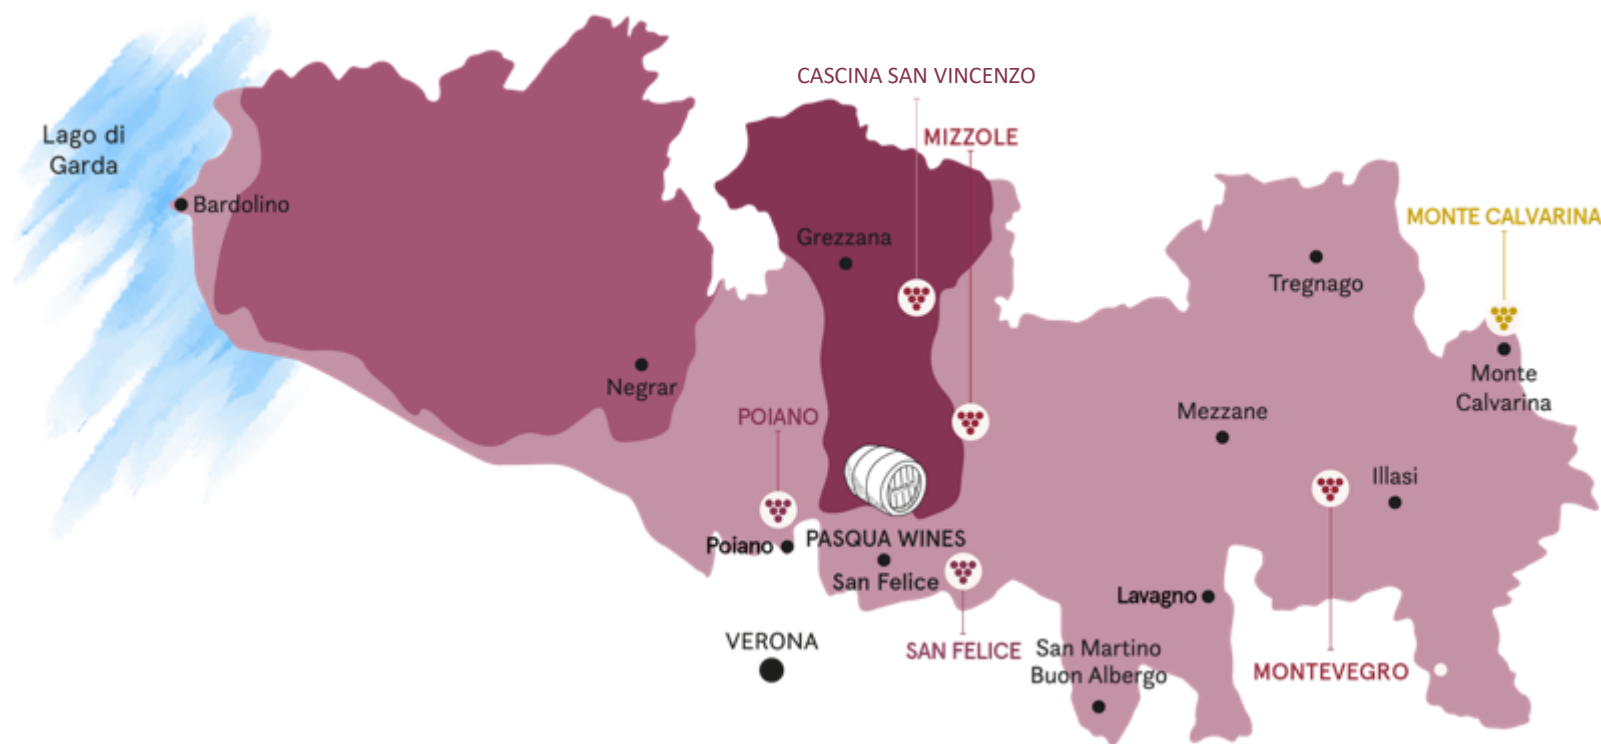 CASCINA SAN VINCENZO
MIZZOLE
Lago di
Garda
Bardolino
MONTE CALVARINA
Grezzana
Tregnago
Negrar
Monte
Calvarina
POIANO
Mezzane
Illasi
Poiano
PASQUA WINES
San Felice
Lavagno
VERONA
SAN FELICE
San Martino
Buon Albergo
MONTEVEGRO